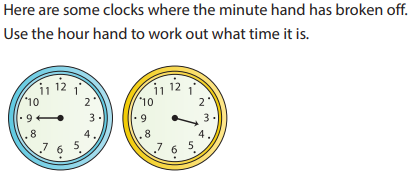 Here are some clocks where the minute hand has broken off.
Use the hour hand to work out what time it is.
11 12 1
10 2
9 3
8 4
7 6 5
11 12 1
10 2
9 3
8 4
7 6 5